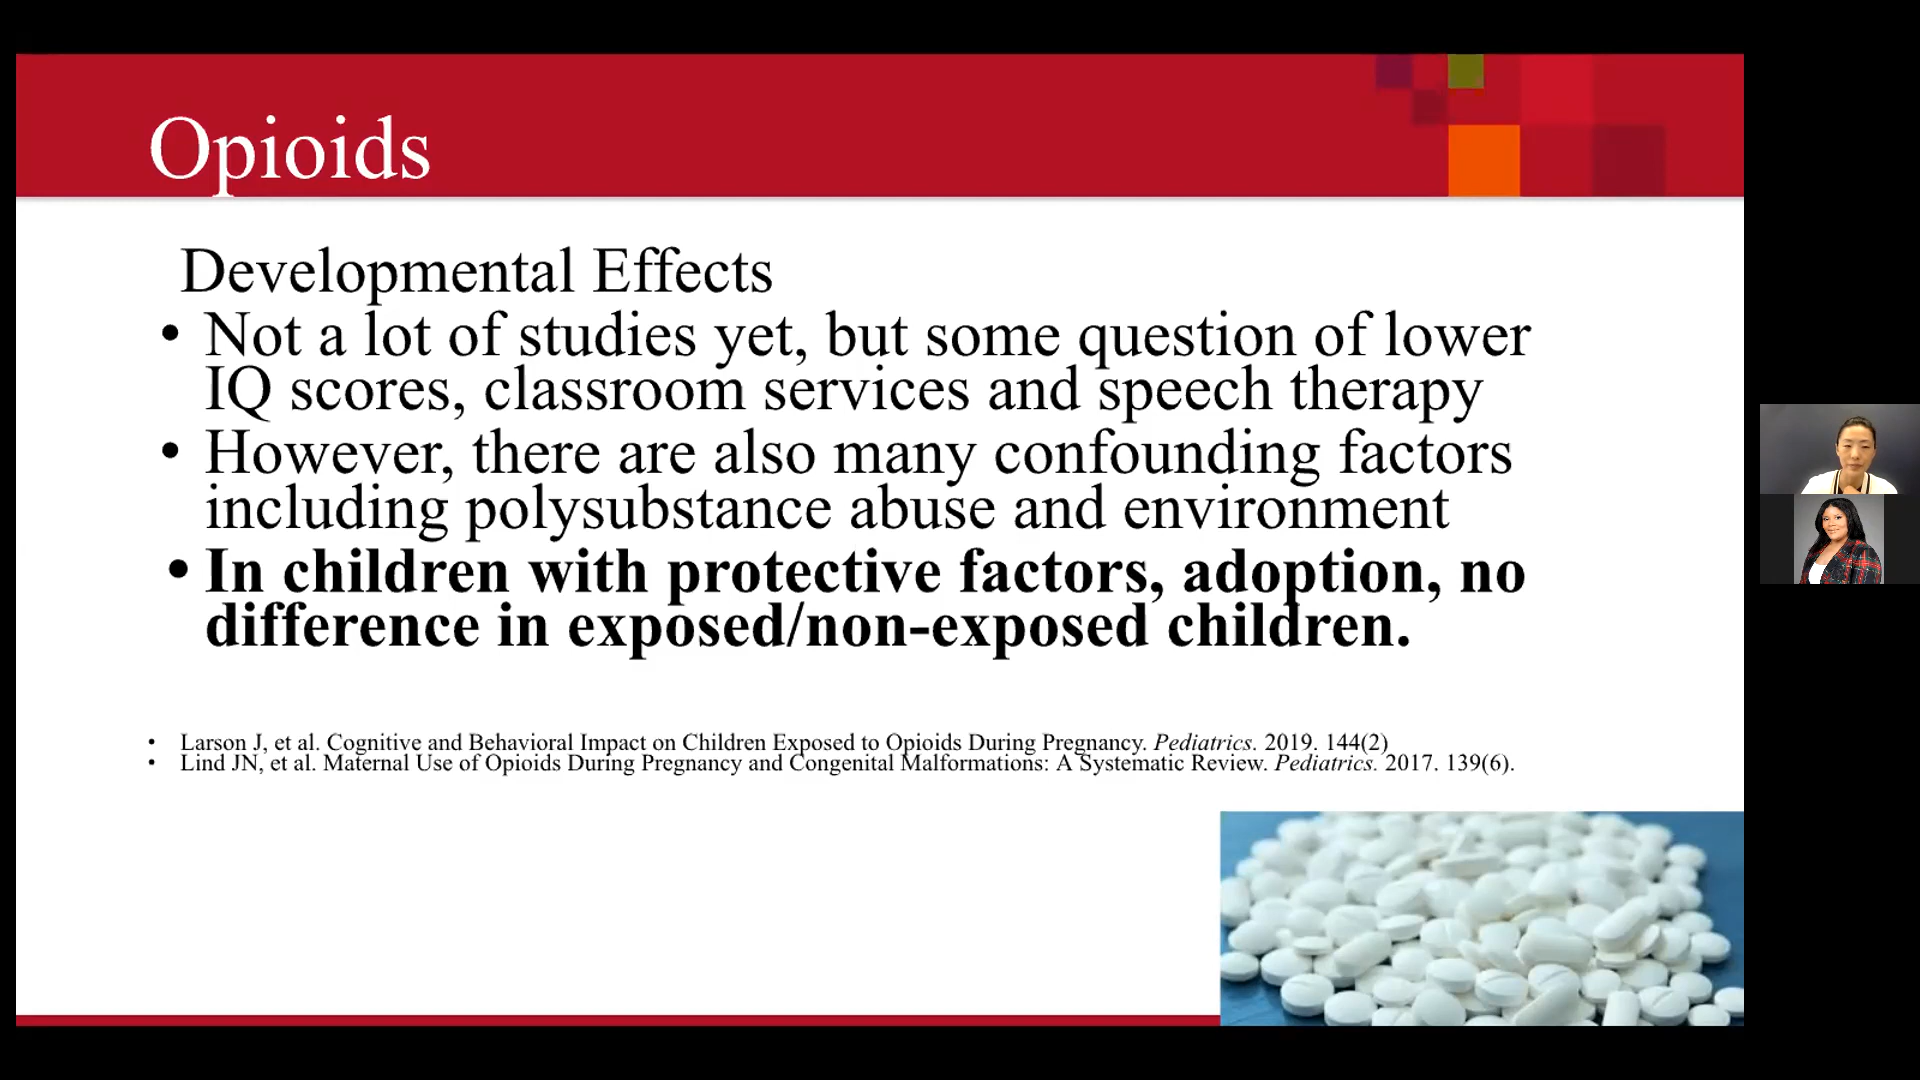 Opioids
Developmental Effects
• Not a lot of studies yet, but some question of lower
IQ scores, classroom services and speech therapy
• However, there are also many confounding factors
including polysubstance abuse and environment
• In children with protective factors, adoption, no
difference in exposed/non-exposed children.
• Larson J, et al. Cognitive and Behavioral Impact on Children Exposed to Opioids During Pregnancy. Pediatrics. 2019. 144(2)
• Lind JN, et al. Maternal Use of Opioids During Pregnancy and Congenital Malformations: A Systematic Review. Pediatrics. 2017. 139(6).